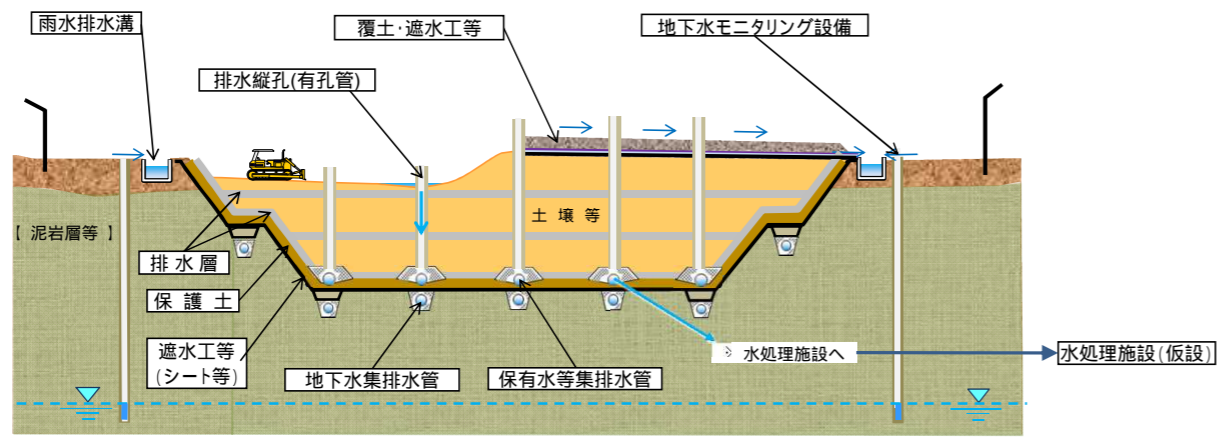 雨水排水溝
覆土・遮水工等
地下水モニタリング設備
排水縦孔(有孔管)
土壌等
【 泥岩層等 】
排水層
保護土
遮水工等
(シート等)
地下水集排水管
保有水等集排水管
水処理施設へ
水処理施設(仮設)